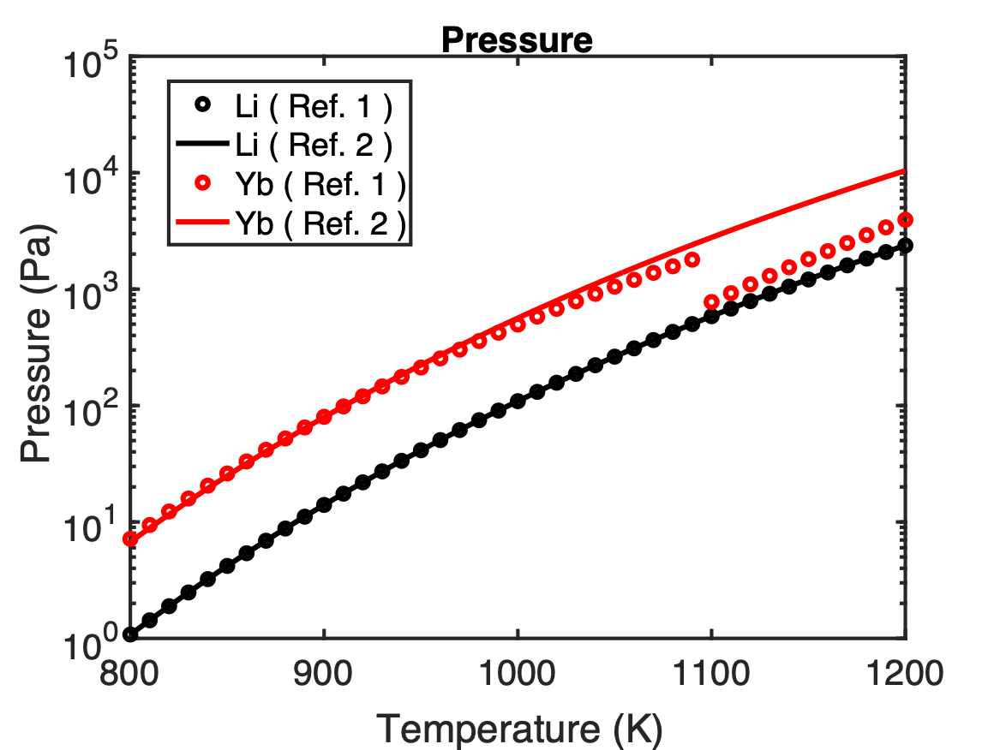 Pressure
10^5
Li ( Ref. 1 )
Li ( Ref. 2 )
Yb ( Ref. 1 )
Yb ( Ref. 2 )
10^4
10^3
10^2
10^1
10^0
Pressure (Pa)
800 900 1000 1100 1200
Temperature (K)